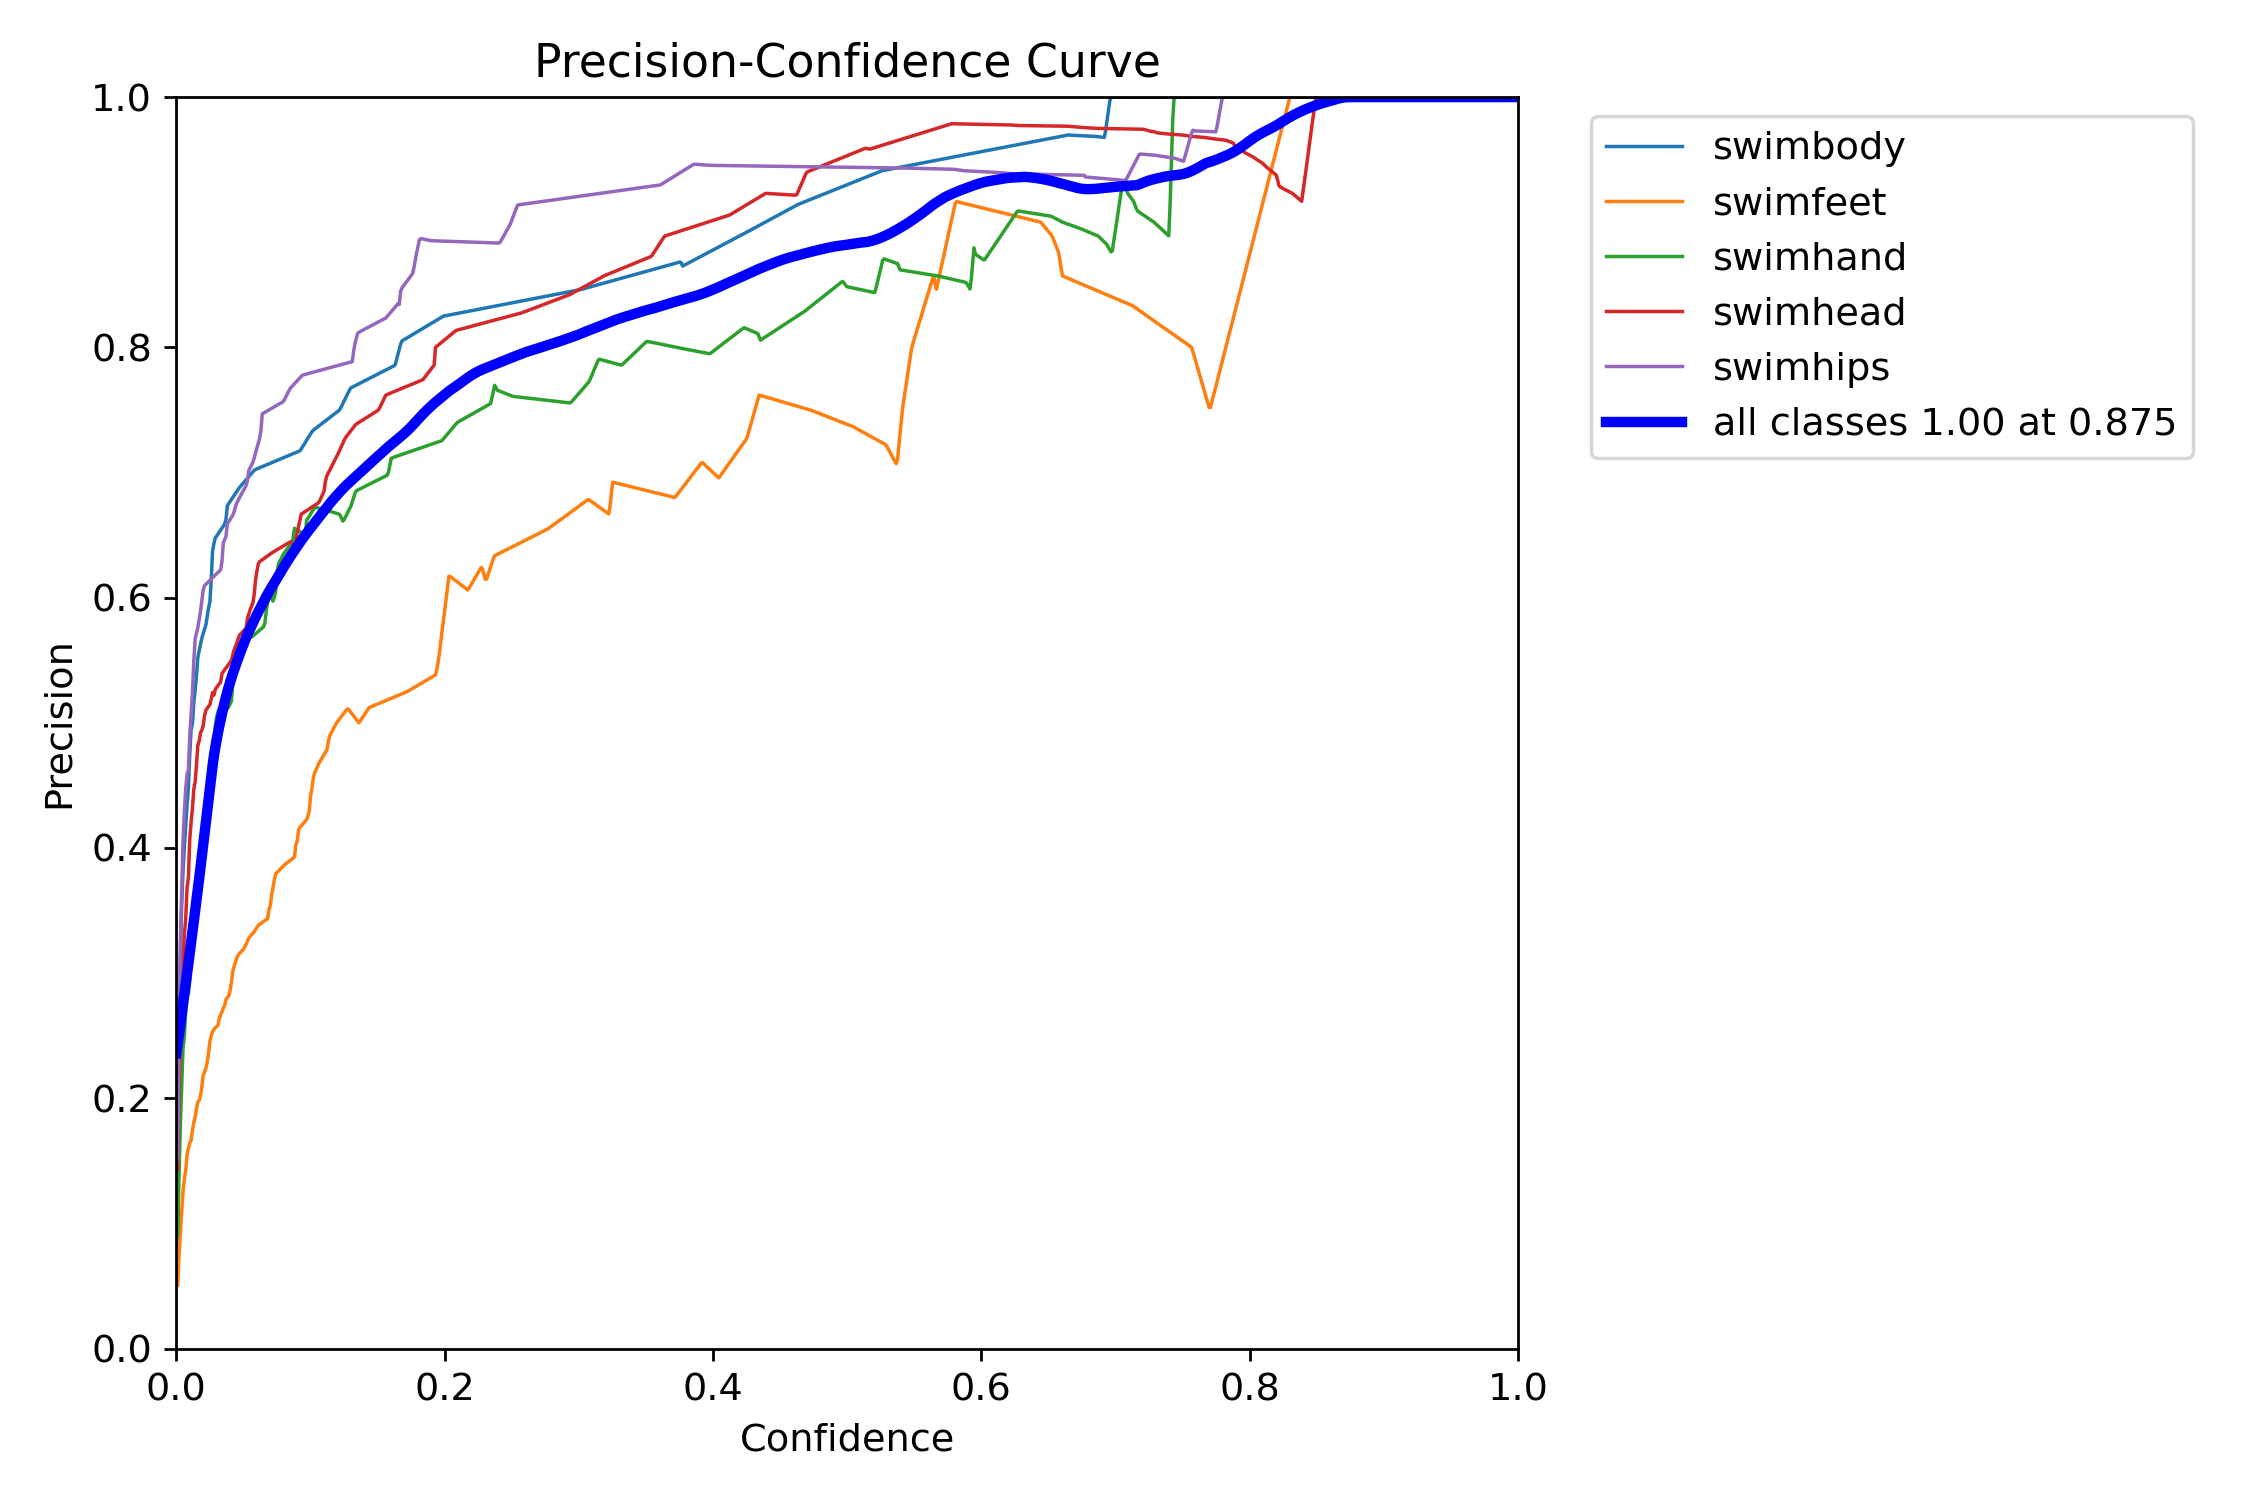 Precision-Confidence Curve
1.0
0.8
0.6
0.4
0.2
0.0
Precision
0.0 0.2 0.4 0.6 0.8 1.0
Confidence
swimbody
swimfeet
swimhand
swimhead
swimhips
all classes 1.00 at 0.875